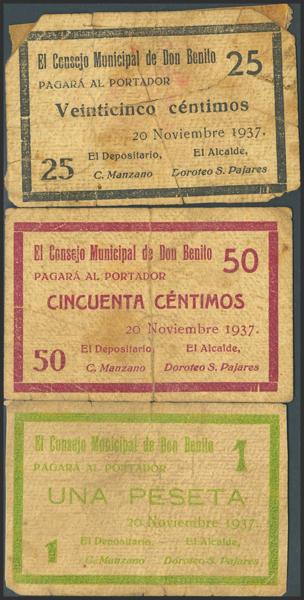 El Consejo Municipal de Don Benito
PAGARÁ AL PORTADOR 25
Veinticinco céntimos
20 Noviembre 1937.
25 El Depositario, El Alcalde,
C. Manzano Doroteo S. Pajares
El Consejo Municipal de Don Benito
PAGARÁ AL PORTADOR 50
CINCUENTA CÉNTIMOS
20 Noviembre 1937.
50 El Depositario, El Alcalde,
C. Manzano Doroteo S. Pajares
El Consejo Municipal de Don Benito
PAGARÁ AL PORTADOR 1
UNA PESETA
20 Noviembre 1937.
1 El Depositario, El Alcalde,
C. Manzano Doroteo S. Pajares